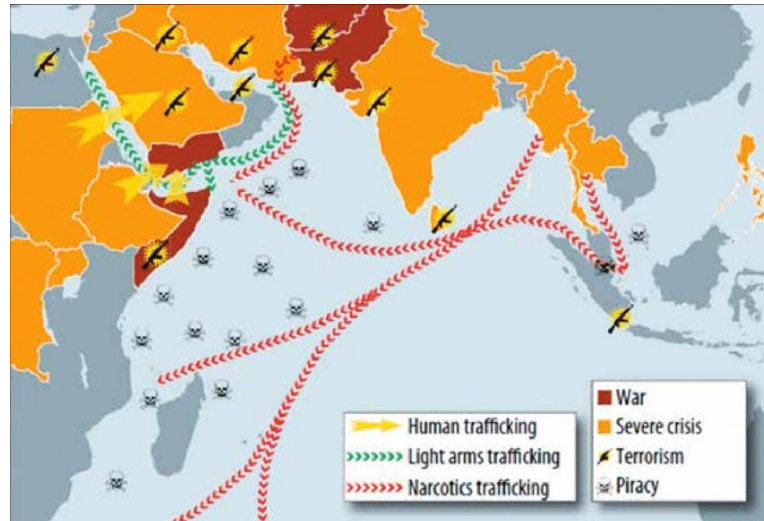 Human trafficking
Light arms trafficking
Narcotics trafficking
War
Severe crisis
Terrorism
Piracy